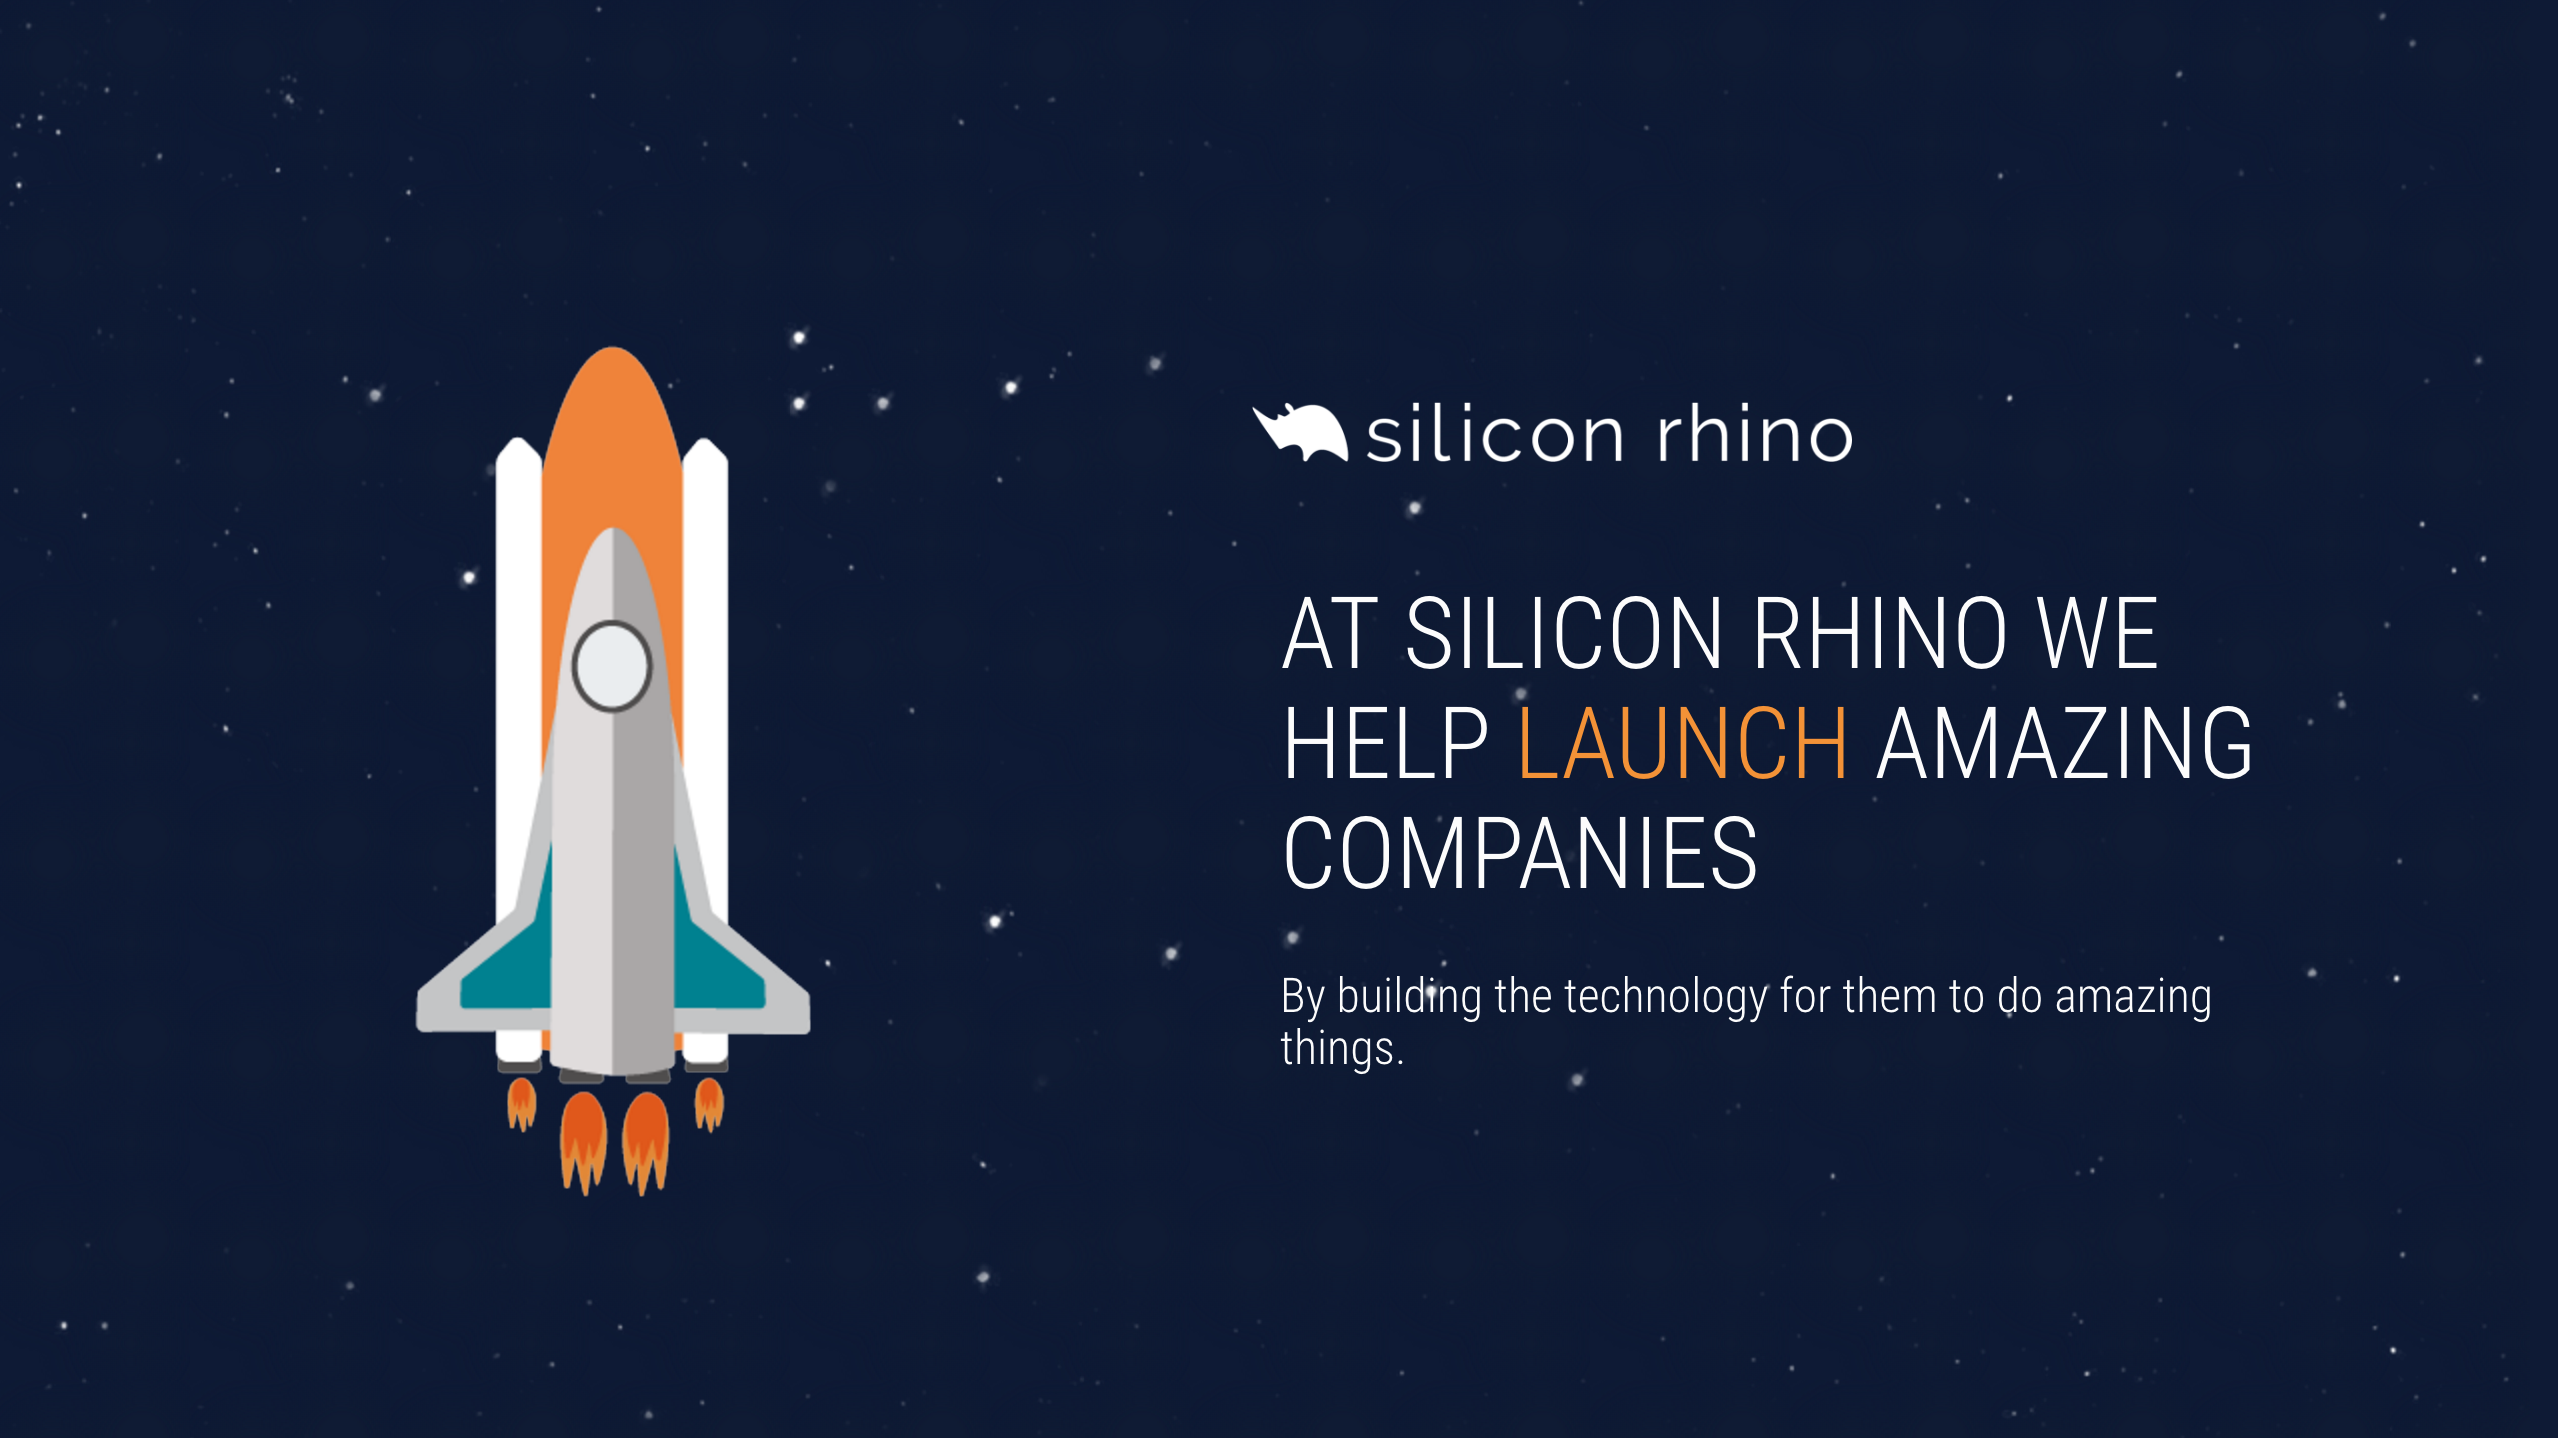 silicon rhino
AT SILICON RHINO WE
HELP LAUNCH AMAZING
COMPANIES
By building the technology for them to do amazing
things.